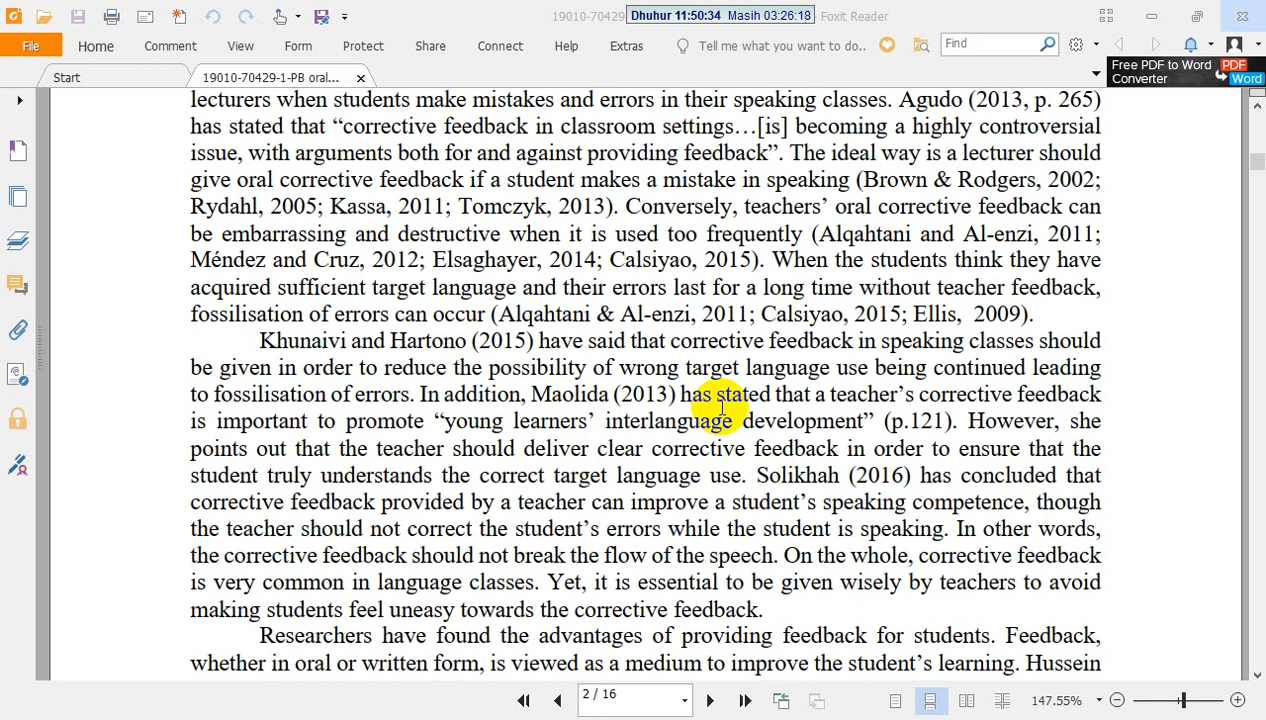 19010-70429
Dhuhur 11:50:34 Masih 03:26:18
- Foxit Reader
File Home Comment View Form Protect Share Connect Help Extras Tell me what you want to do.. Find
Start 19010-70429-1-PB oral...
Free PDF to Word Converter PDF Word
lecturers when students make mistakes and errors in their speaking classes. Agudo (2013, p. 265)
has stated that “corrective feedback in classroom settings…[is] becoming a highly controversial
issue, with arguments both for and against providing feedback”. The ideal way is a lecturer should
give oral corrective feedback if a student makes a mistake in speaking (Brown & Rodgers, 2002;
Rydahl, 2005; Kassa, 2011; Tomczyk, 2013). Conversely, teachers’ oral corrective feedback can
be embarrassing and destructive when it is used too frequently (Alqahtani and Al-enzi, 2011;
Méndez and Cruz, 2012; Elsaghayer, 2014; Calsiyao, 2015). When the students think they have
acquired sufficient target language and their errors last for a long time without teacher feedback,
fossilisation of errors can occur (Alqahtani & Al-enzi, 2011; Calsiyao, 2015; Ellis, 2009).
Khunaivi and Hartono (2015) have said that corrective feedback in speaking classes should
be given in order to reduce the possibility of wrong target language use being continued leading
to fossilisation of errors. In addition, Maolida (2013) has stated that a teacher’s corrective feedback
is important to promote “young learners’ interlanguage development” (p.121). However, she
points out that the teacher should deliver clear corrective feedback in order to ensure that the
student truly understands the correct target language use. Solikhah (2016) has concluded that
corrective feedback provided by a teacher can improve a student’s speaking competence, though
the teacher should not correct the student’s errors while the student is speaking. In other words,
the corrective feedback should not break the flow of the speech. On the whole, corrective feedback
is very common in language classes. Yet, it is essential to be given wisely by teachers to avoid
making students feel uneasy towards the corrective feedback.
Researchers have found the advantages of providing feedback for students. Feedback,
whether in oral or written form, is viewed as a medium to improve the student’s learning. Hussein
2 / 16
147.55%